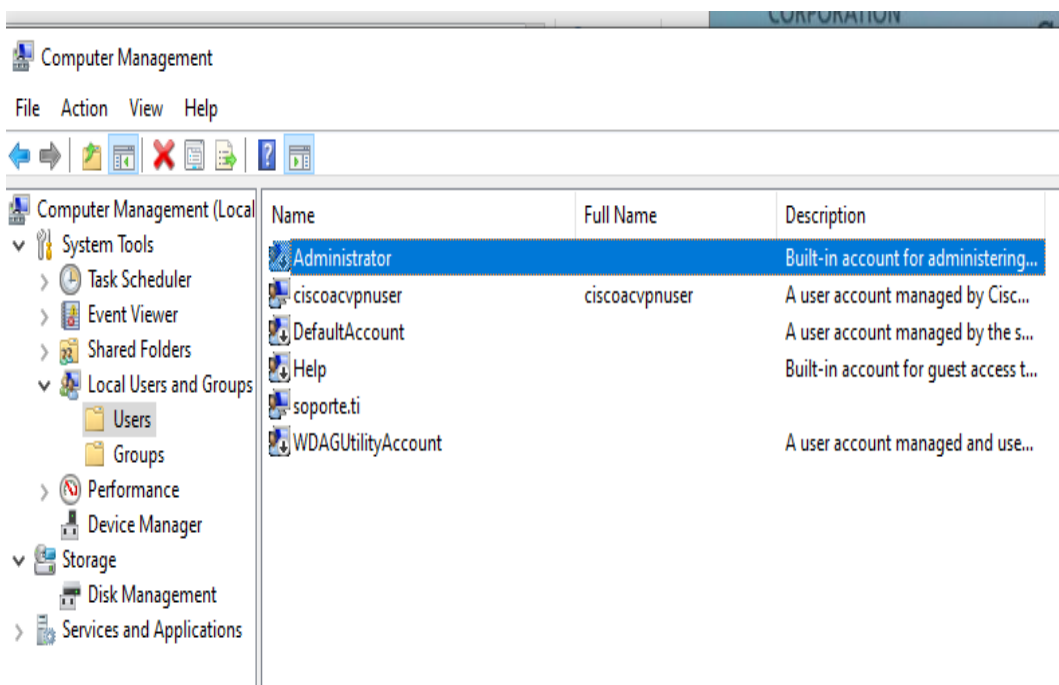 CORPORATION
Computer Management
File Action View Help
Computer Management (Local
System Tools
Task Scheduler
Event Viewer
Shared Folders
Local Users and Groups
Users
Groups
Performance
Device Manager
Storage
Disk Management
Services and Applications
Name Full Name Description
Administrator Built-in account for administering...
ciscoacvpnuser ciscoacvpnuser A user account managed by Cisc...
DefaultAccount A user account managed by the s...
Help Built-in account for guest access t...
soporte.ti
WDAGUtilityAccount A user account managed and use...